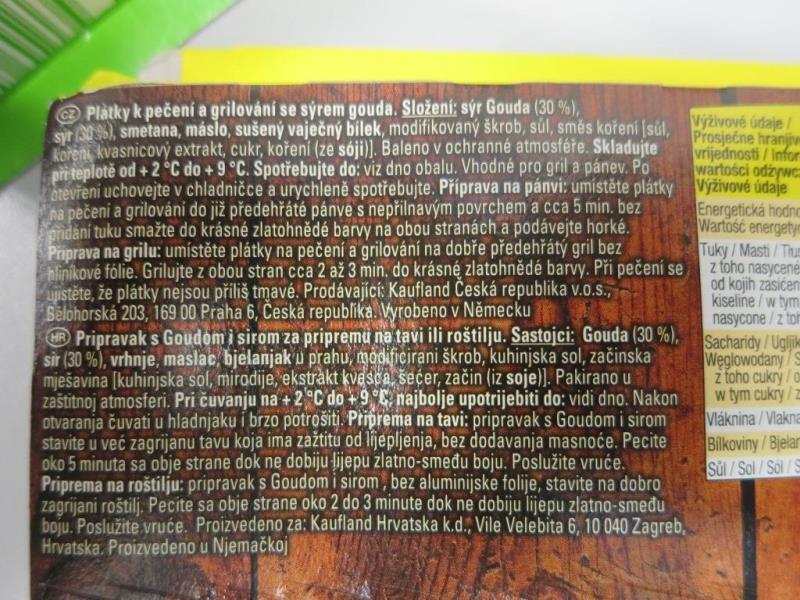 CZ Plátky k pečení a grilování se sýrem gouda. Složení: sýr Gouda (30 %),
sýr (30 %), smetana, máslo, sušený vaječný bílek, modifikovaný škrob, sůl, směs koření [sůl,
koření, kvasnicový extrakt, cukr, koření (ze sóji)]. Baleno v ochranné atmosféře. Skladujte
při teplotě od + 2 °C do + 9 °C. Spotřebujte do: viz dno obalu. Vhodné pro gril a pánev. Po
otevření uchovejte v chladničce a urychleně spotřebujte. Příprava na pánvi: umístěte plátky
na pečení a grilování do již předehřáté pánve s nepřilnavým povrchem a cca 5 min. bez
přidání tuku smažte do krásné zlatohnědé barvy na obou stranách a podávejte horké.
Příprava na grilu: umístěte plátky na pečení a grilování na dobře předehřátý gril bez
hliníkové fólie. Grilujte z obou stran cca 2 až 3 min. do krásné zlatohnědé barvy. Při pečení se
ujistěte, že plátky nejsou příliš tmavé. Prodávající: Kaufland Česká republika v.o.s.,
Bělohorská 203, 169 00 Praha 6, Česká republika. Vyrobeno v Německu
HR Pripravak s Goudom i sirom za pripremu na tavi ili roštilju. Sastojci: Gouda (30 %),
sir (30 %), vrhnje, maslac, bjelanjak u prahu, modificirani škrob, kuhinjska sol, začinska
mješavina [kuhinjska sol, mirodije, ekstrakt kvasca, šećer, začin (iz soje)]. Pakirano u
zaštitnoj atmosferi. Pri čuvanju na + 2 °C do + 9 °C, najbolje upotrijebiti do: vidi dno. Nakon
otvaranja čuvati u hladnjaku i brzo potrošiti. Priprema na tavi: pripravak s Goudom i sirom
stavite u već zagrijanu tavu koja ima zaštitu od lijepljenja, bez dodavanja masnoće. Pecite
oko 5 minuta sa obje strane dok ne dobiju lijepu zlatno-smeđu boju. Poslužite vruće.
Priprema na roštilju: pripravak s Goudom i sirom , bez aluminijske folije, stavite na dobro
zagrijani roštilj. Pecite sa obje strane oko 2 do 3 minute dok ne dobiju lijepu zlatno-smeđu
boju. Poslužite vruće. Proizvedeno za: Kaufland Hrvatska k.d., Vile Velebita 6, 10 040 Zagreb,
Hrvatska. Proizvedeno u Njemačkoj
Výživové údaje /
Prosječne hranjive
vrijednosti /
wartości
Výživové údaje
Energetická
Wartość
Tuky / Masti /
z toho nasycené
od kojih
kiseline / w tym
nasycone / z
Sacharidy /
Węglowodany /
z toho cukry /
w tym cukry /
Vláknina /
Bílkoviny /
Sůl / Sol / Sól /